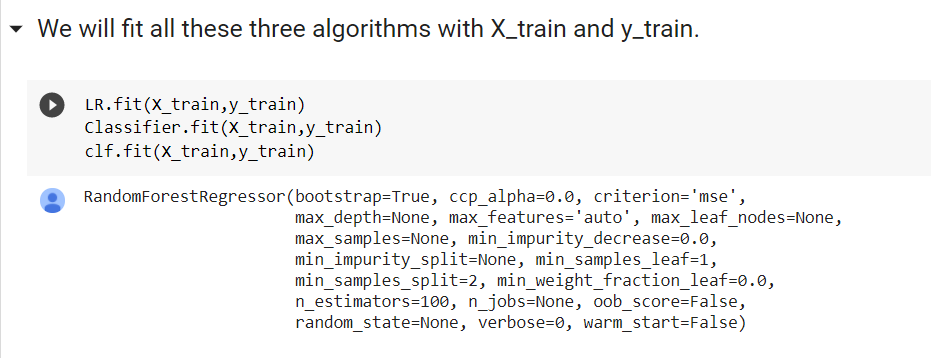 We will fit all these three algorithms with X_train and y_train.
LR.fit(X_train,y_train)
Classifier.fit(X_train,y_train)
clf.fit(X_train,y_train)
RandomForestRegressor(bootstrap=True, ccp_alpha=0.0, criterion='mse',
max_depth=None, max_features='auto', max_leaf_nodes=None,
max_samples=None, min_impurity_decrease=0.0,
min_impurity_split=None, min_samples_leaf=1,
min_samples_split=2, min_weight_fraction_leaf=0.0,
n_estimators=100, n_jobs=None, oob_score=False,
random_state=None, verbose=0, warm_start=False)